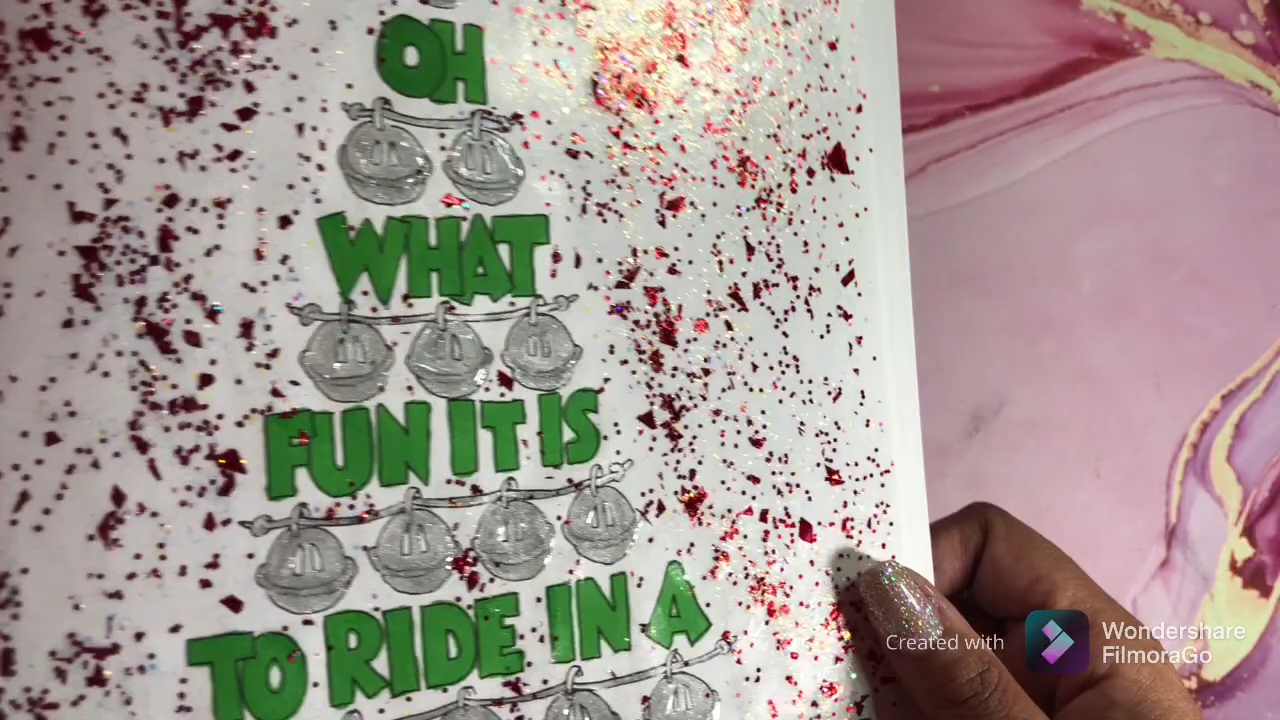 OH
WHAT
FUN IT IS
TO RIDE IN A
Created with
Wondershare
FilmoraGo